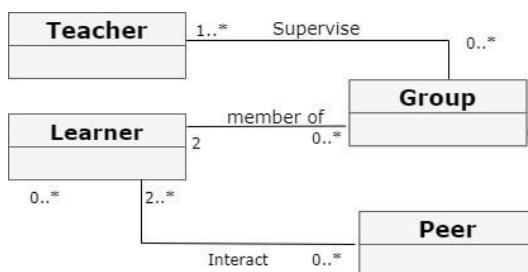 Teacher
1..*
Supervise
0..*
Group
Learner
member of
2
0..*
0..*
2..*
Peer
Interact
0..*